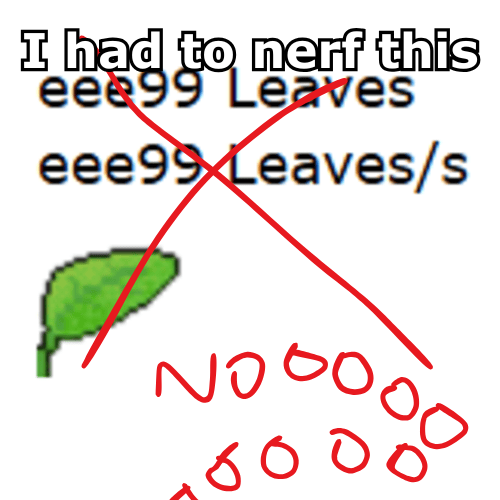 I had to nerf this
eee99 Leaves
eee99 Leaves/s
NOOOOO
OOOOO